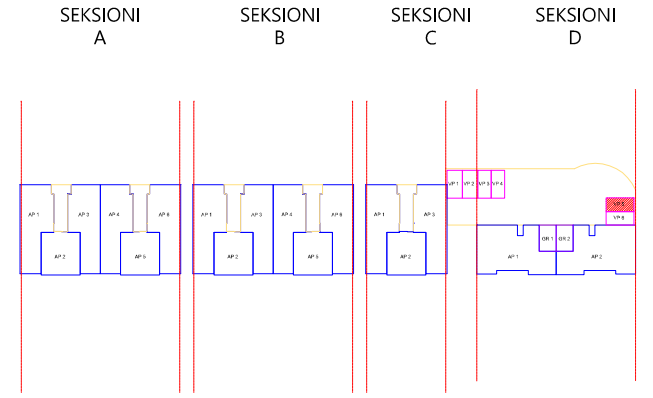 SEKSIONI SEKSIONI SEKSIONI SEKSIONI
A B C D
VP 1 VP 2 VP 3 VP 4
VP 5
AP 1 AP 3 AP 4 AP 6 AP 1 AP 3 AP 4 AP 6 AP 1 AP 3
VP 6
GR 1 GR 2
AP 2 AP 5 AP 2 AP 5 AP 2 AP 1 AP 2